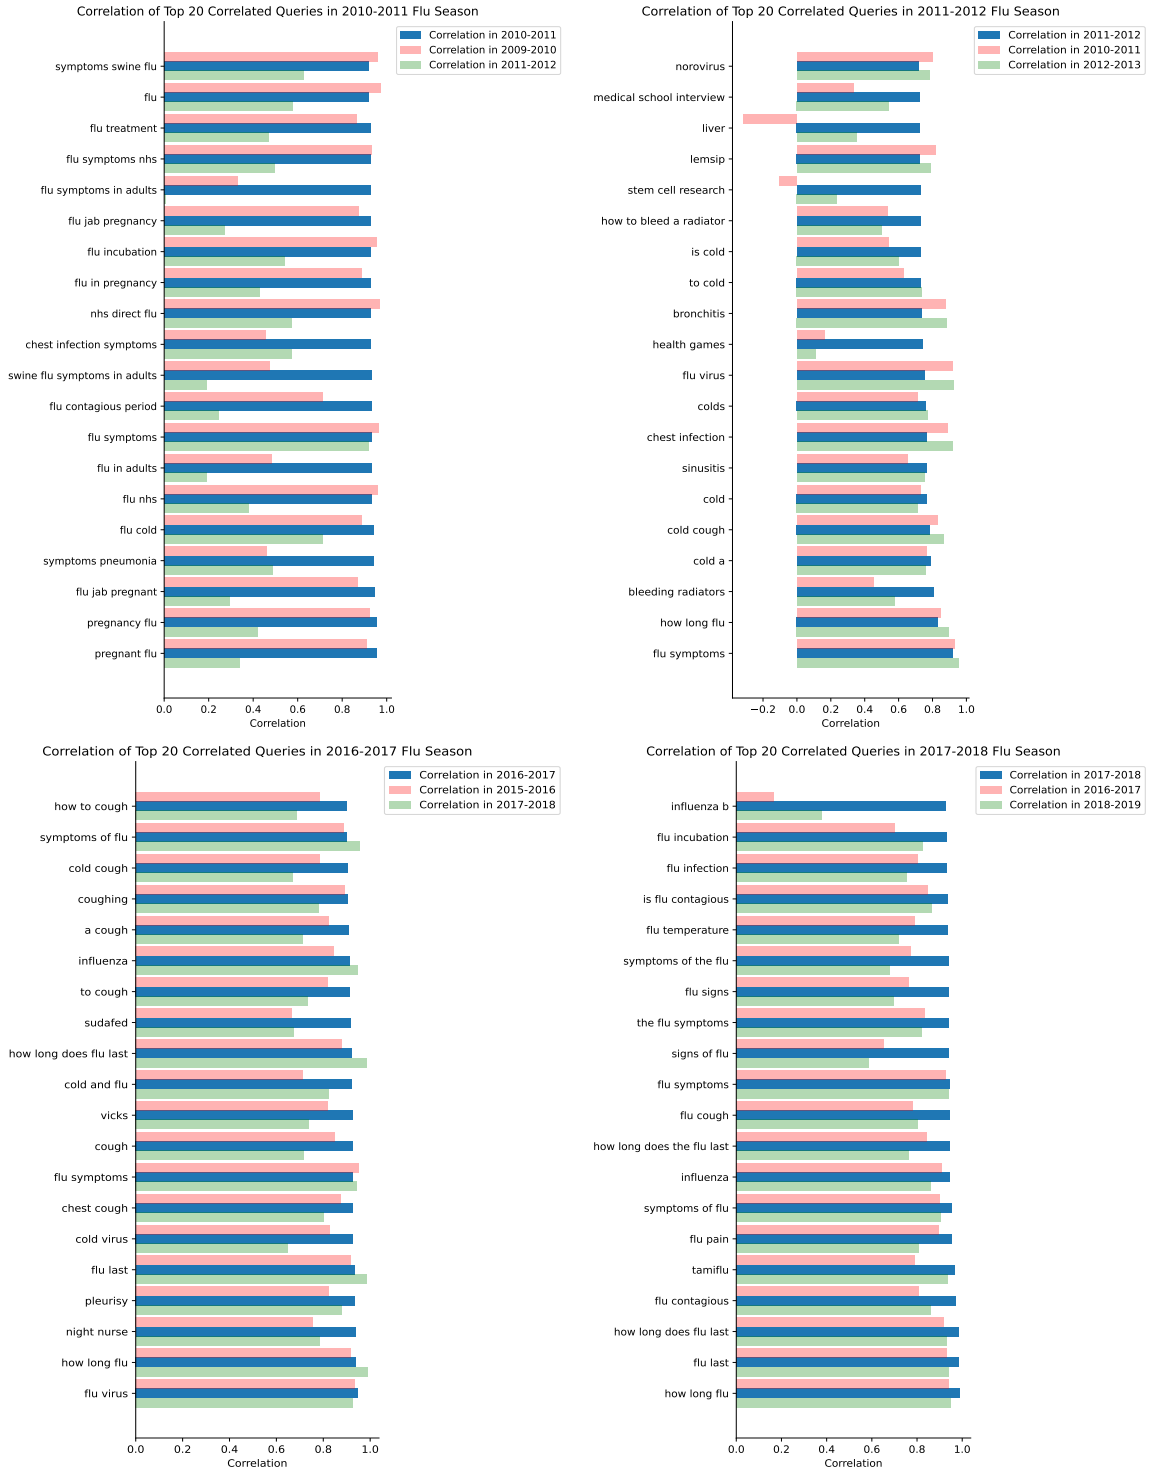 Correlation of Top 20 Correlated Queries in 2010-2011 Flu Season
Correlation in 2010-2011
Correlation in 2009-2010
Correlation in 2011-2012
symptoms swine flu
flu
flu treatment
flu symptoms nhs
flu symptoms in adults
flu jab pregnancy
flu incubation
flu in pregnancy
nhs direct flu
chest infection symptoms
swine flu symptoms in adults
flu contagious period
flu symptoms
flu in adults
flu nhs
flu cold
symptoms pneumonia
flu jab pregnant
pregnancy flu
pregnant flu
0.0 0.2 0.4 0.6 0.8 1.0
Correlation
Correlation of Top 20 Correlated Queries in 2011-2012 Flu Season
Correlation in 2011-2012
Correlation in 2010-2011
Correlation in 2012-2013
norovirus
medical school interview
liver
lemsip
stem cell research
how to bleed a radiator
is cold
to cold
bronchitis
health games
flu virus
colds
chest infection
sinusitis
cold
cold cough
cold a
bleeding radiators
how long flu
flu symptoms
−0.2 0.0 0.2 0.4 0.6 0.8 1.0
Correlation
Correlation of Top 20 Correlated Queries in 2016-2017 Flu Season
Correlation in 2016-2017
Correlation in 2015-2016
Correlation in 2017-2018
how to cough
symptoms of flu
cold cough
coughing
a cough
influenza
to cough
sudafed
how long does flu last
cold and flu
vicks
cough
flu symptoms
chest cough
cold virus
flu last
pleurisy
night nurse
how long flu
flu virus
0.0 0.2 0.4 0.6 0.8 1.0
Correlation
Correlation of Top 20 Correlated Queries in 2017-2018 Flu Season
Correlation in 2017-2018
Correlation in 2016-2017
Correlation in 2018-2019
influenza b
flu incubation
flu infection
is flu contagious
flu temperature
symptoms of the flu
flu signs
the flu symptoms
signs of flu
flu symptoms
flu cough
how long does the flu last
influenza
symptoms of flu
flu pain
tamiflu
flu contagious
how long does flu last
flu last
how long flu
0.0 0.2 0.4 0.6 0.8 1.0
Correlation